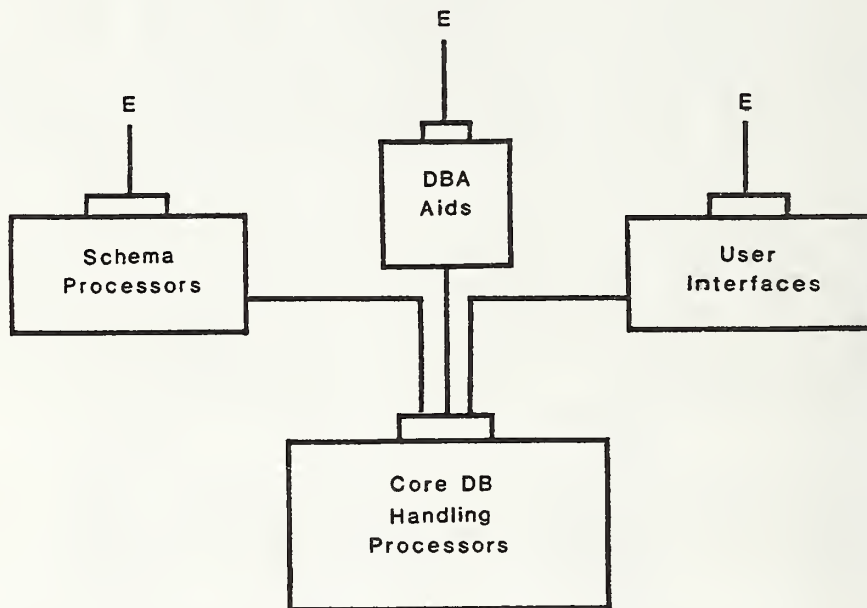 E
E
E
DBA
Aids
Schema
Processors
User
Interfaces
Core DB
Handling
Processors